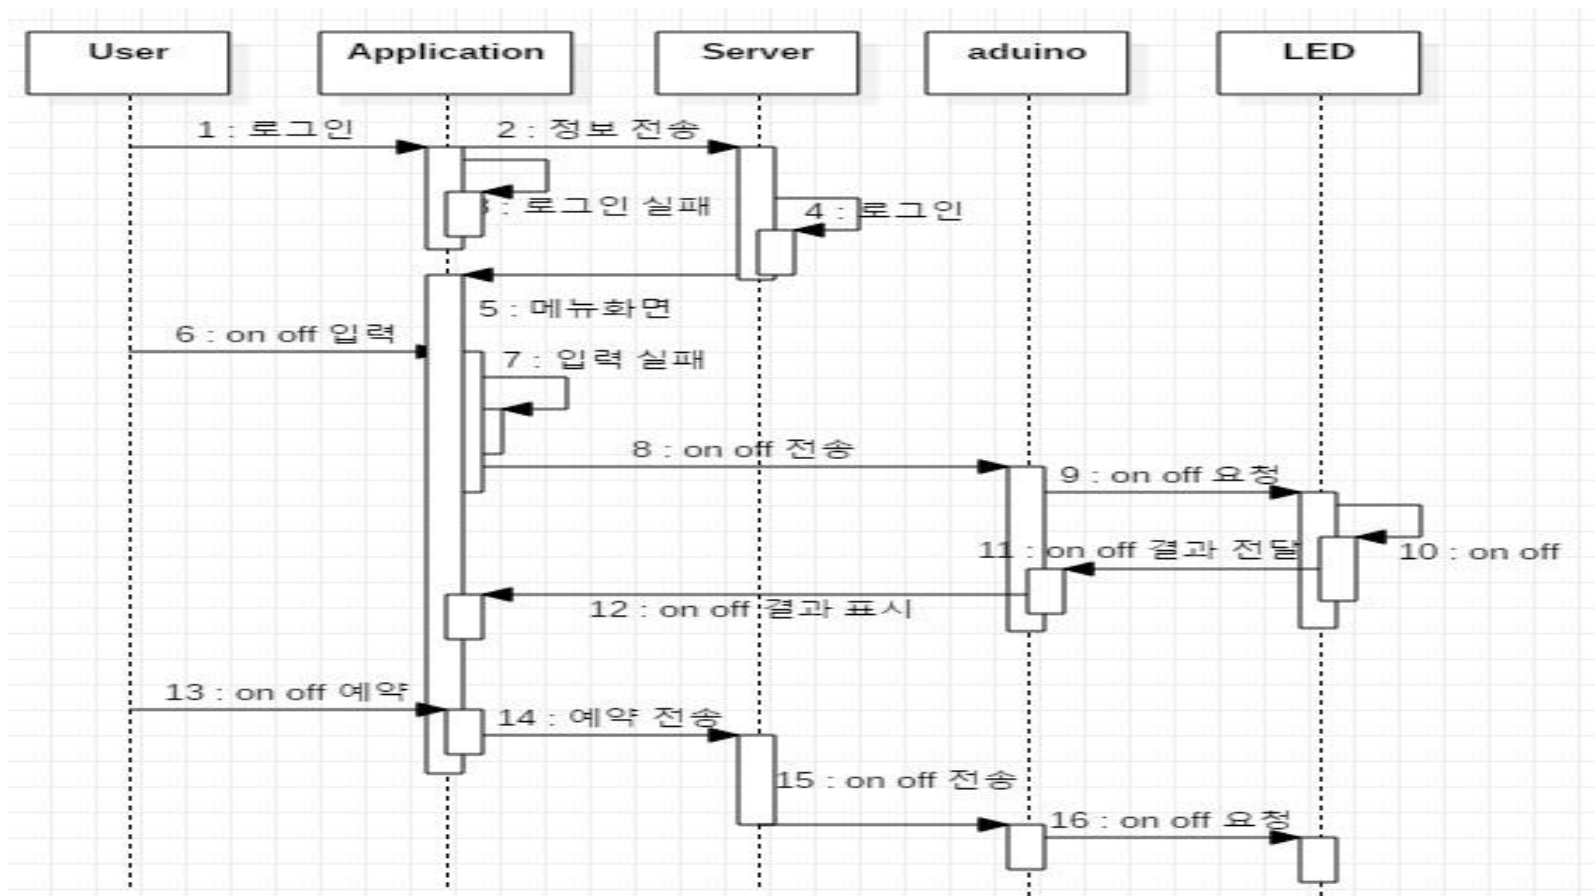 User
Application
Server
aduino
LED
1 : 로그인
2 : 정보 전송
3 : 로그인 실패
4 : 로그인
5 : 메뉴화면
6 : on off 입력
7 : 입력 실패
8 : on off 전송
9 : on off 요청
10 : on off
11 : on off 결과 전달
12 : on off 결과 표시
13 : on off 예약
14 : 예약 전송
15 : on off 전송
16 : on off 요청